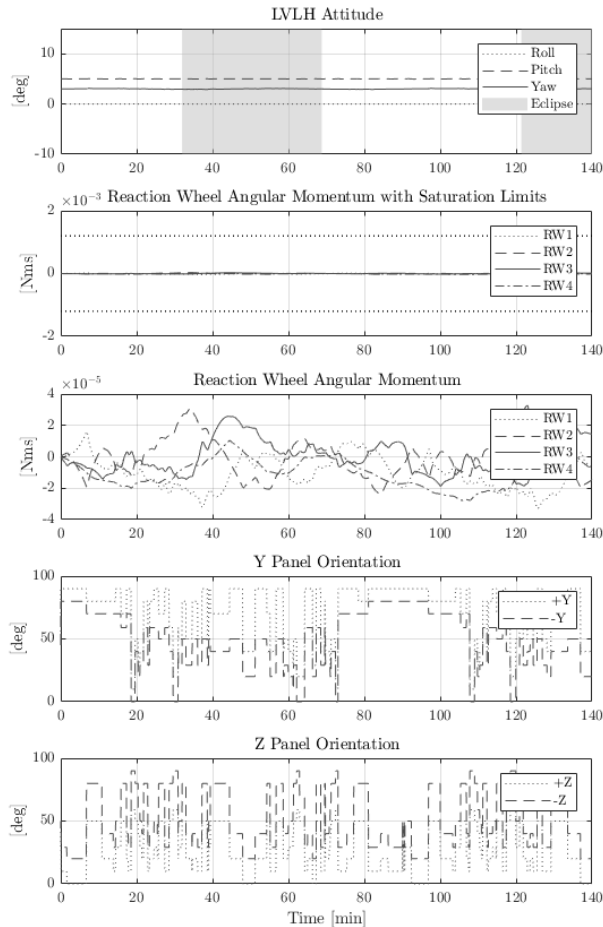 LVLH Attitude
10
0
-10
[deg]
Roll
Pitch
Yaw
Eclipse
0 20 40 60 80 100 120 140
×10⁻³ Reaction Wheel Angular Momentum with Saturation Limits
2
0
-2
[Nms]
RW1
RW2
RW3
RW4
0 20 40 60 80 100 120 140
×10⁻⁵ Reaction Wheel Angular Momentum
4
2
0
-2
-4
[Nms]
RW1
RW2
RW3
RW4
0 20 40 60 80 100 120 140
Y Panel Orientation
100
50
0
[deg]
+Y
-Y
0 20 40 60 80 100 120 140
Z Panel Orientation
100
50
0
[deg]
+Z
-Z
0 20 40 60 80 100 120 140
Time [min]